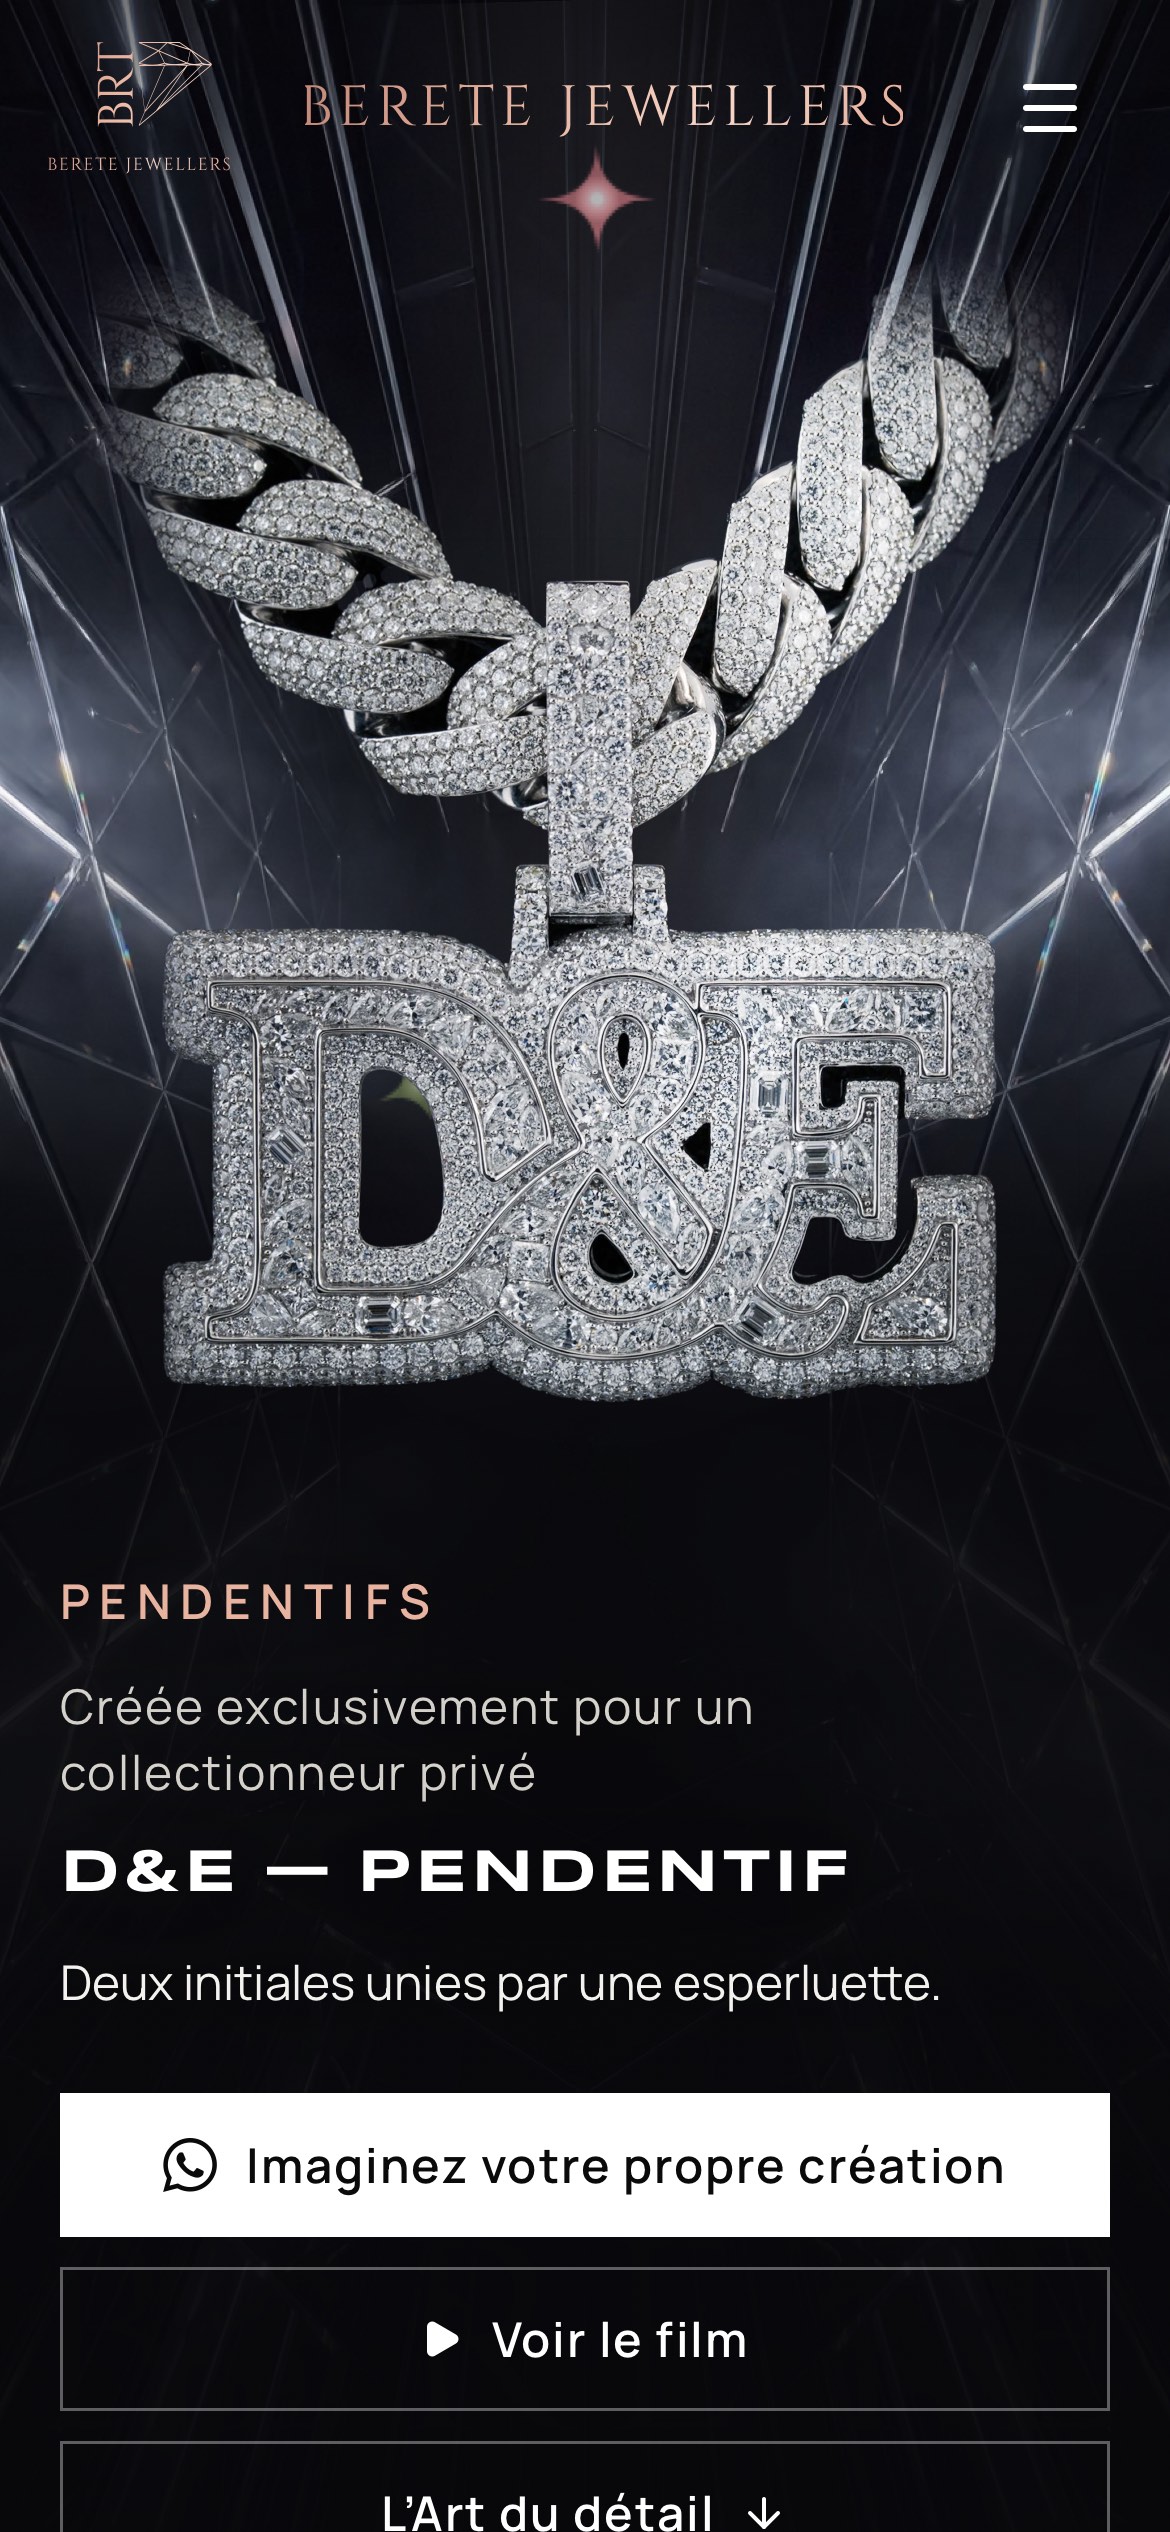 BRT
BERETE JEWELLERS
BERETE JEWELLERS
D&E
PENDENTIFS
Créée exclusivement pour un
collectionneur privé
D&E — PENDENTIF
Deux initiales unies par une esperluette.
Imaginez votre propre création
Voir le film
L’Art du détail ↓